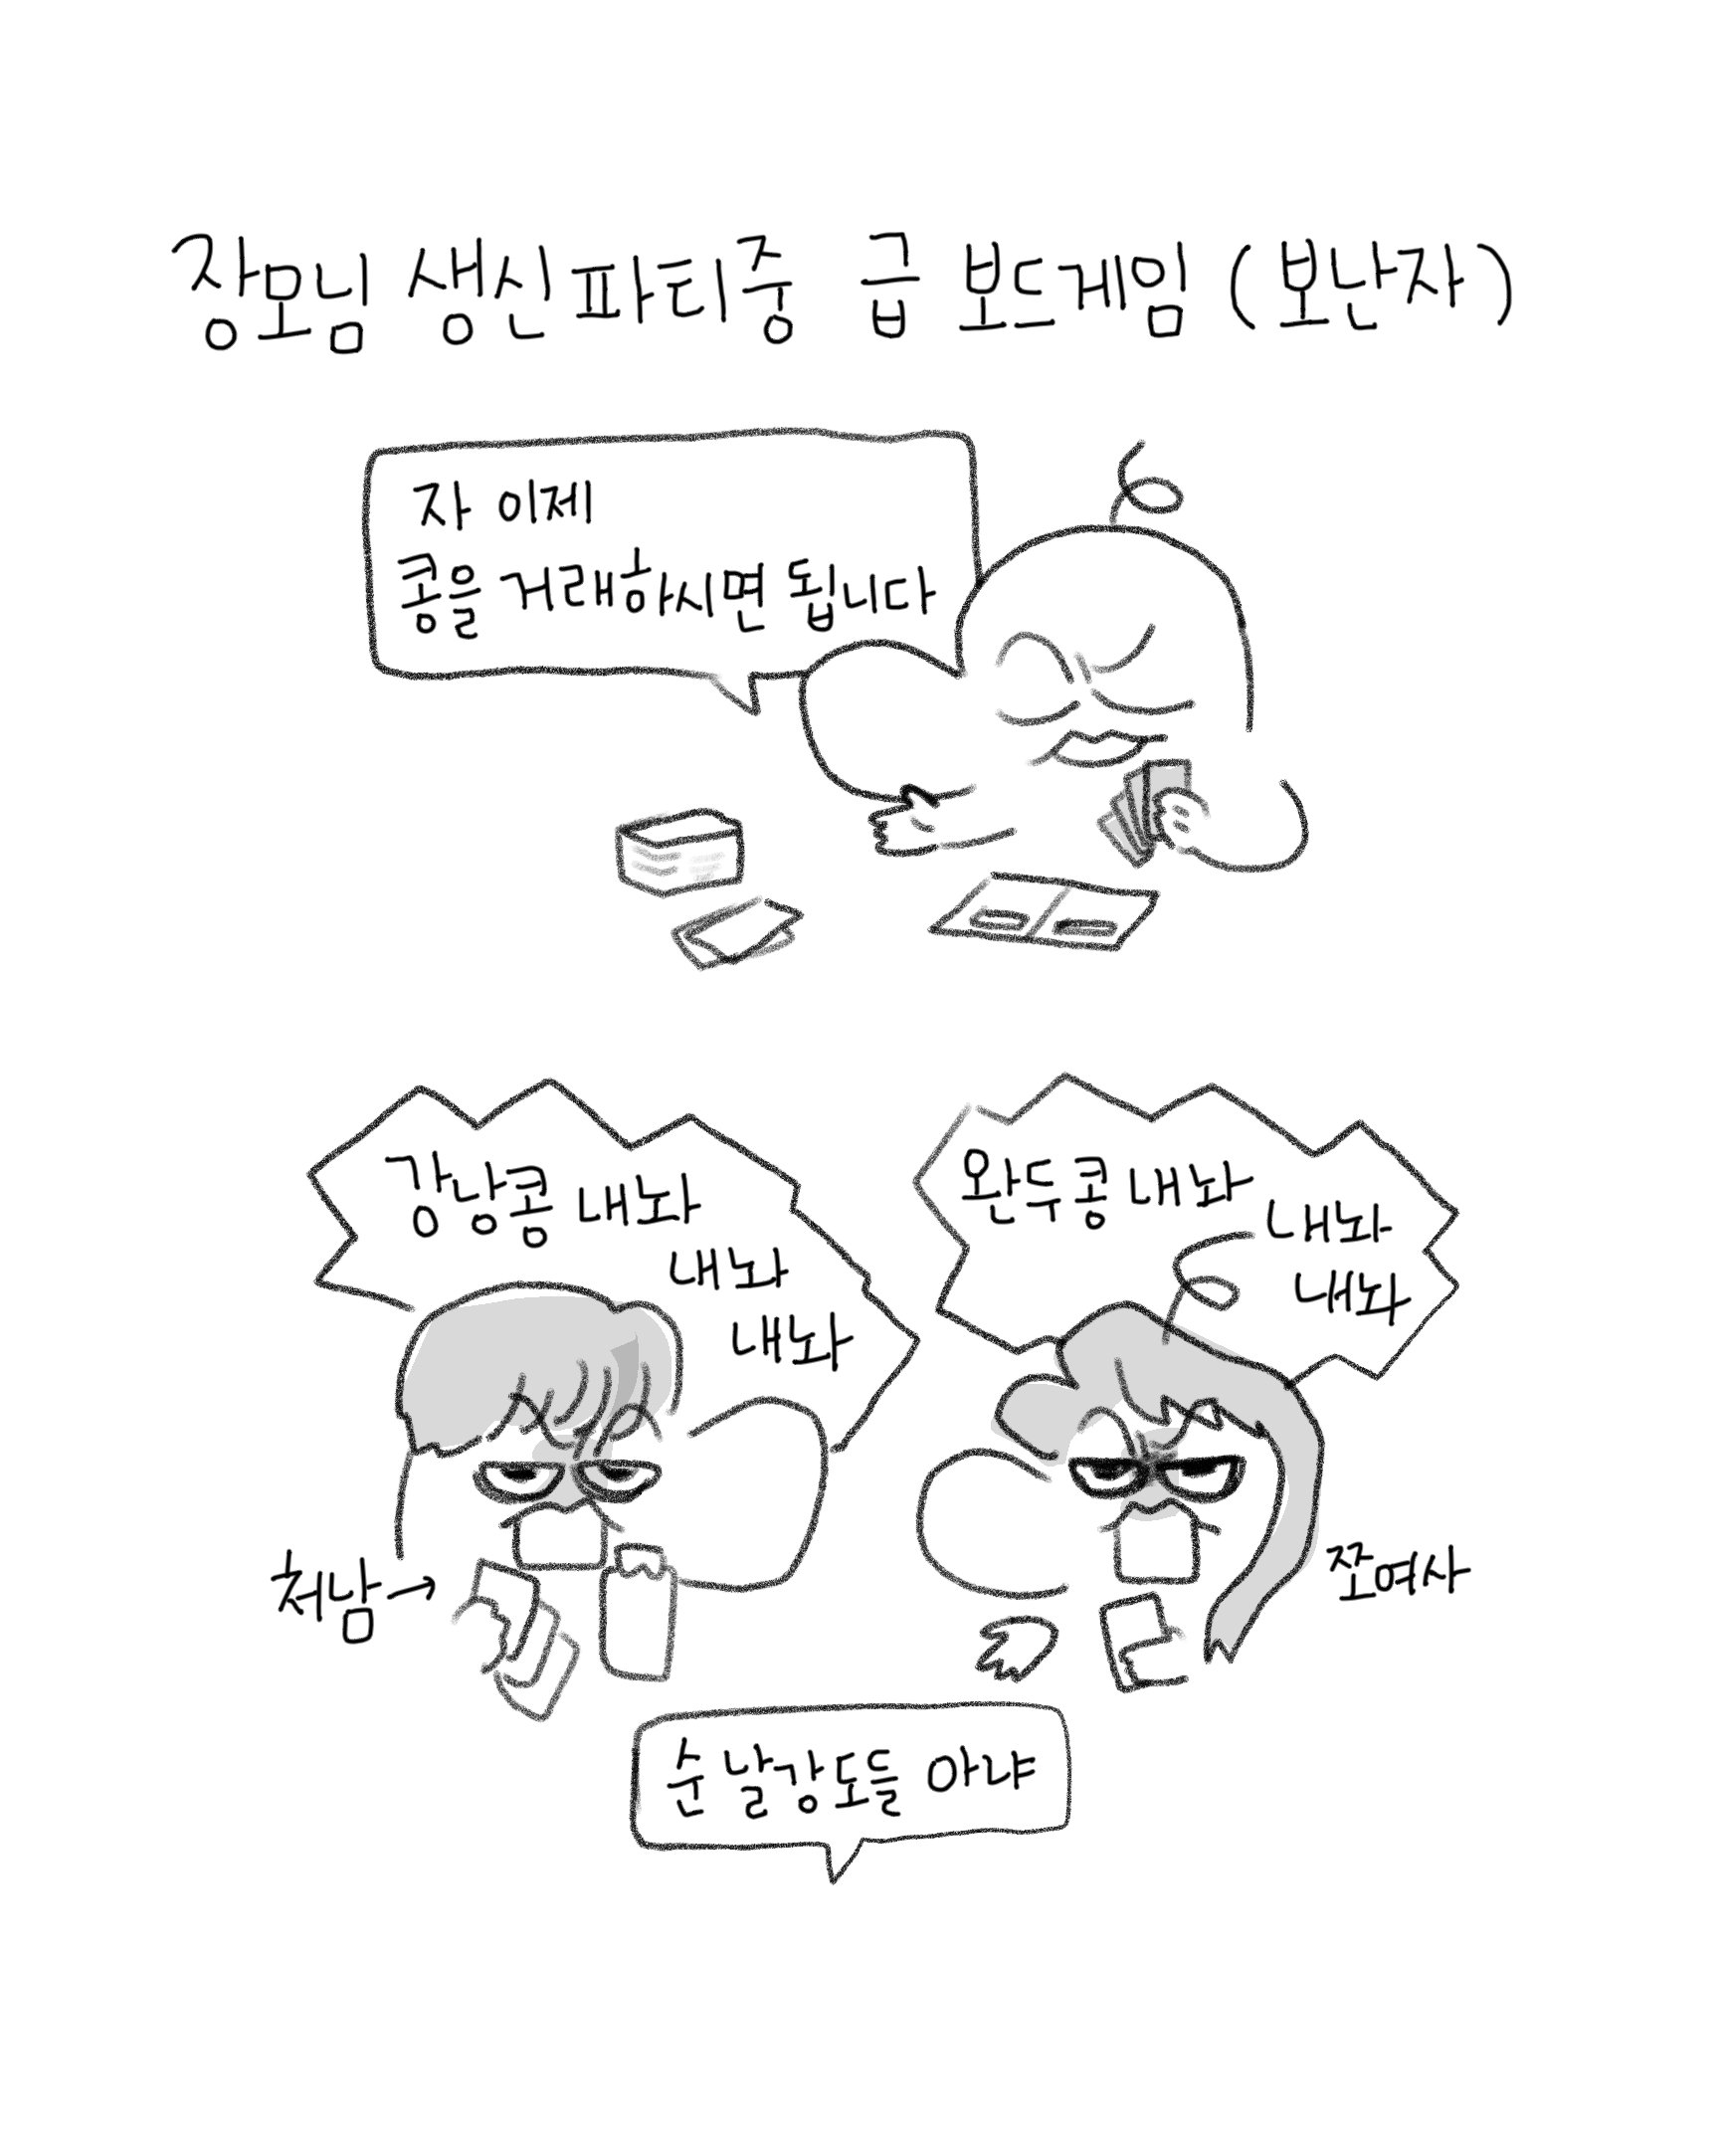 장모님 생신파티중 급 보드게임 (보난자)
자 이제
콩을 거래하시면 됩니다
강낭콩 내놔
내놔
내놔
완두콩 내놔
내놔
내놔
처남→
쪼여사
순 날강도들 아냐